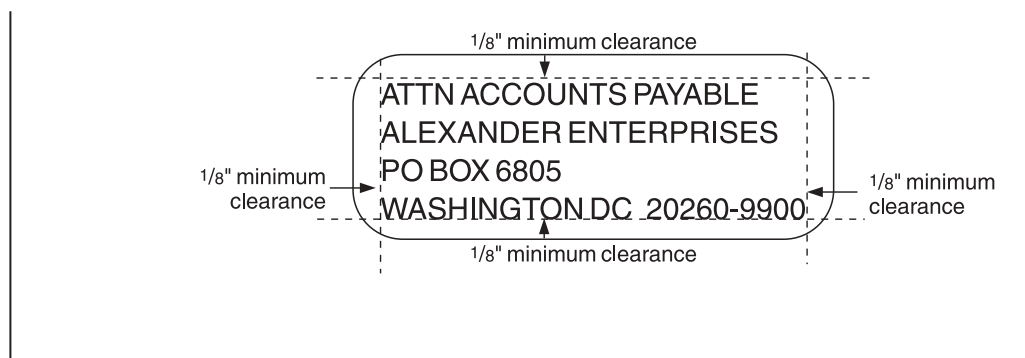 1/8" minimum clearance
ATTN ACCOUNTS PAYABLE
ALEXANDER ENTERPRISES
PO BOX 6805
WASHINGTON DC 20260-9900
1/8" minimum
clearance
1/8" minimum
clearance
1/8" minimum clearance